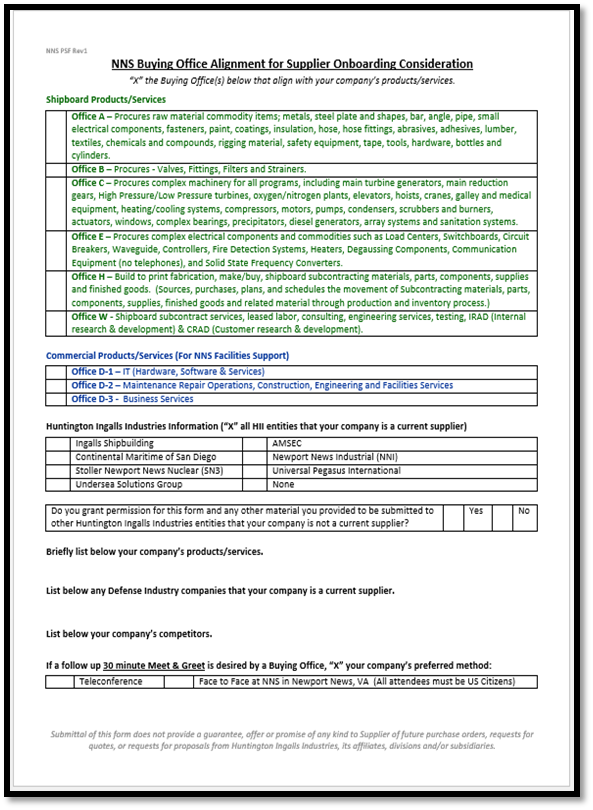 NNS PSF Rav1
NNS Buying Office Alignment for Supplier Onboarding Consideration
"X" the Buying Office(s) below that align with your company's products/services.
Shipboard Products/Services
Office A – Procures raw material commodity items; metals, steel plate and shapes, bar, angle, pipe, small
electrical components, fasteners, paint, coatings, insulation, hose, hose fittings, abrasives, adhesives, lumber,
textiles, chemicals and compounds, rigging material, safety equipment, tape, tools, hardware, bottles and
cylinders.
Office B – Procures - Valves, Fittings, Filters and Strainers.
Office C – Procures complex machinery for all programs, including main turbine generators, main reduction
gears, High Pressure/Low Pressure turbines, oxygen/nitrogen plants, elevators, hoists, cranes, galley and medical
equipment, heating/cooling systems, compressors, motors, pumps, condensers, scrubbers and burners,
actuators, windows, complex bearings, precipitators, diesel generators, array systems and sanitation systems.
Office E – Procures complex electrical components and commodities such as Load Centers, Switchboards, Circuit
Breakers, Waveguide, Controllers, Fire Detection Systems, Heaters, Degaussing Components, Communication
Equipment (no telephones), and Solid State Frequency Converters.
Office H – Build to print fabrication, make/buy, shipboard subcontracting materials, parts, components, supplies
and finished goods. (Sources, purchases, plans, and schedules the movement of Subcontracting materials, parts,
components, supplies, finished goods and related material through production and inventory process.)
Office W - Shipboard subcontract services, leased labor, consulting, engineering services, testing, IRAD (Internal
research & development) & CRAD (Customer research & development).
Commercial Products/Services (For NNS Facilities Support)
Office D-1 – IT (Hardware, Software & Services)
Office D-2 – Maintenance Repair Operations, Construction, Engineering and Facilities Services
Office D-3 - Business Services
Huntington Ingalls Industries Information ("X" all HII entities that your company is a current supplier)
Ingalls Shipbuilding AMSEC
Continental Maritime of San Diego Newport News Industrial (NNI)
Stoller Newport News Nuclear (SN3) Universal Pegasus International
Undersea Solutions Group None
Do you grant permission for this form and any other material you provided to be submitted to Yes No
other Huntington Ingalls Industries entities that your company is not a current supplier?
Briefly list below your company's products/services.
List below any Defense Industry companies that your company is a current supplier.
List below your company's competitors.
If a follow up 30 minute Meet & Greet is desired by a Buying Office, "X" your company's preferred method:
Teleconference Face to Face at NNS in Newport News, VA (All attendees must be US Citizens)
Submittal of this form does not provide a guarantee, offer or promise of any kind to Supplier of future purchase orders, requests for
quotes, or requests for proposals from Huntington Ingalls Industries, its affiliates, divisions and/or subsidiaries.